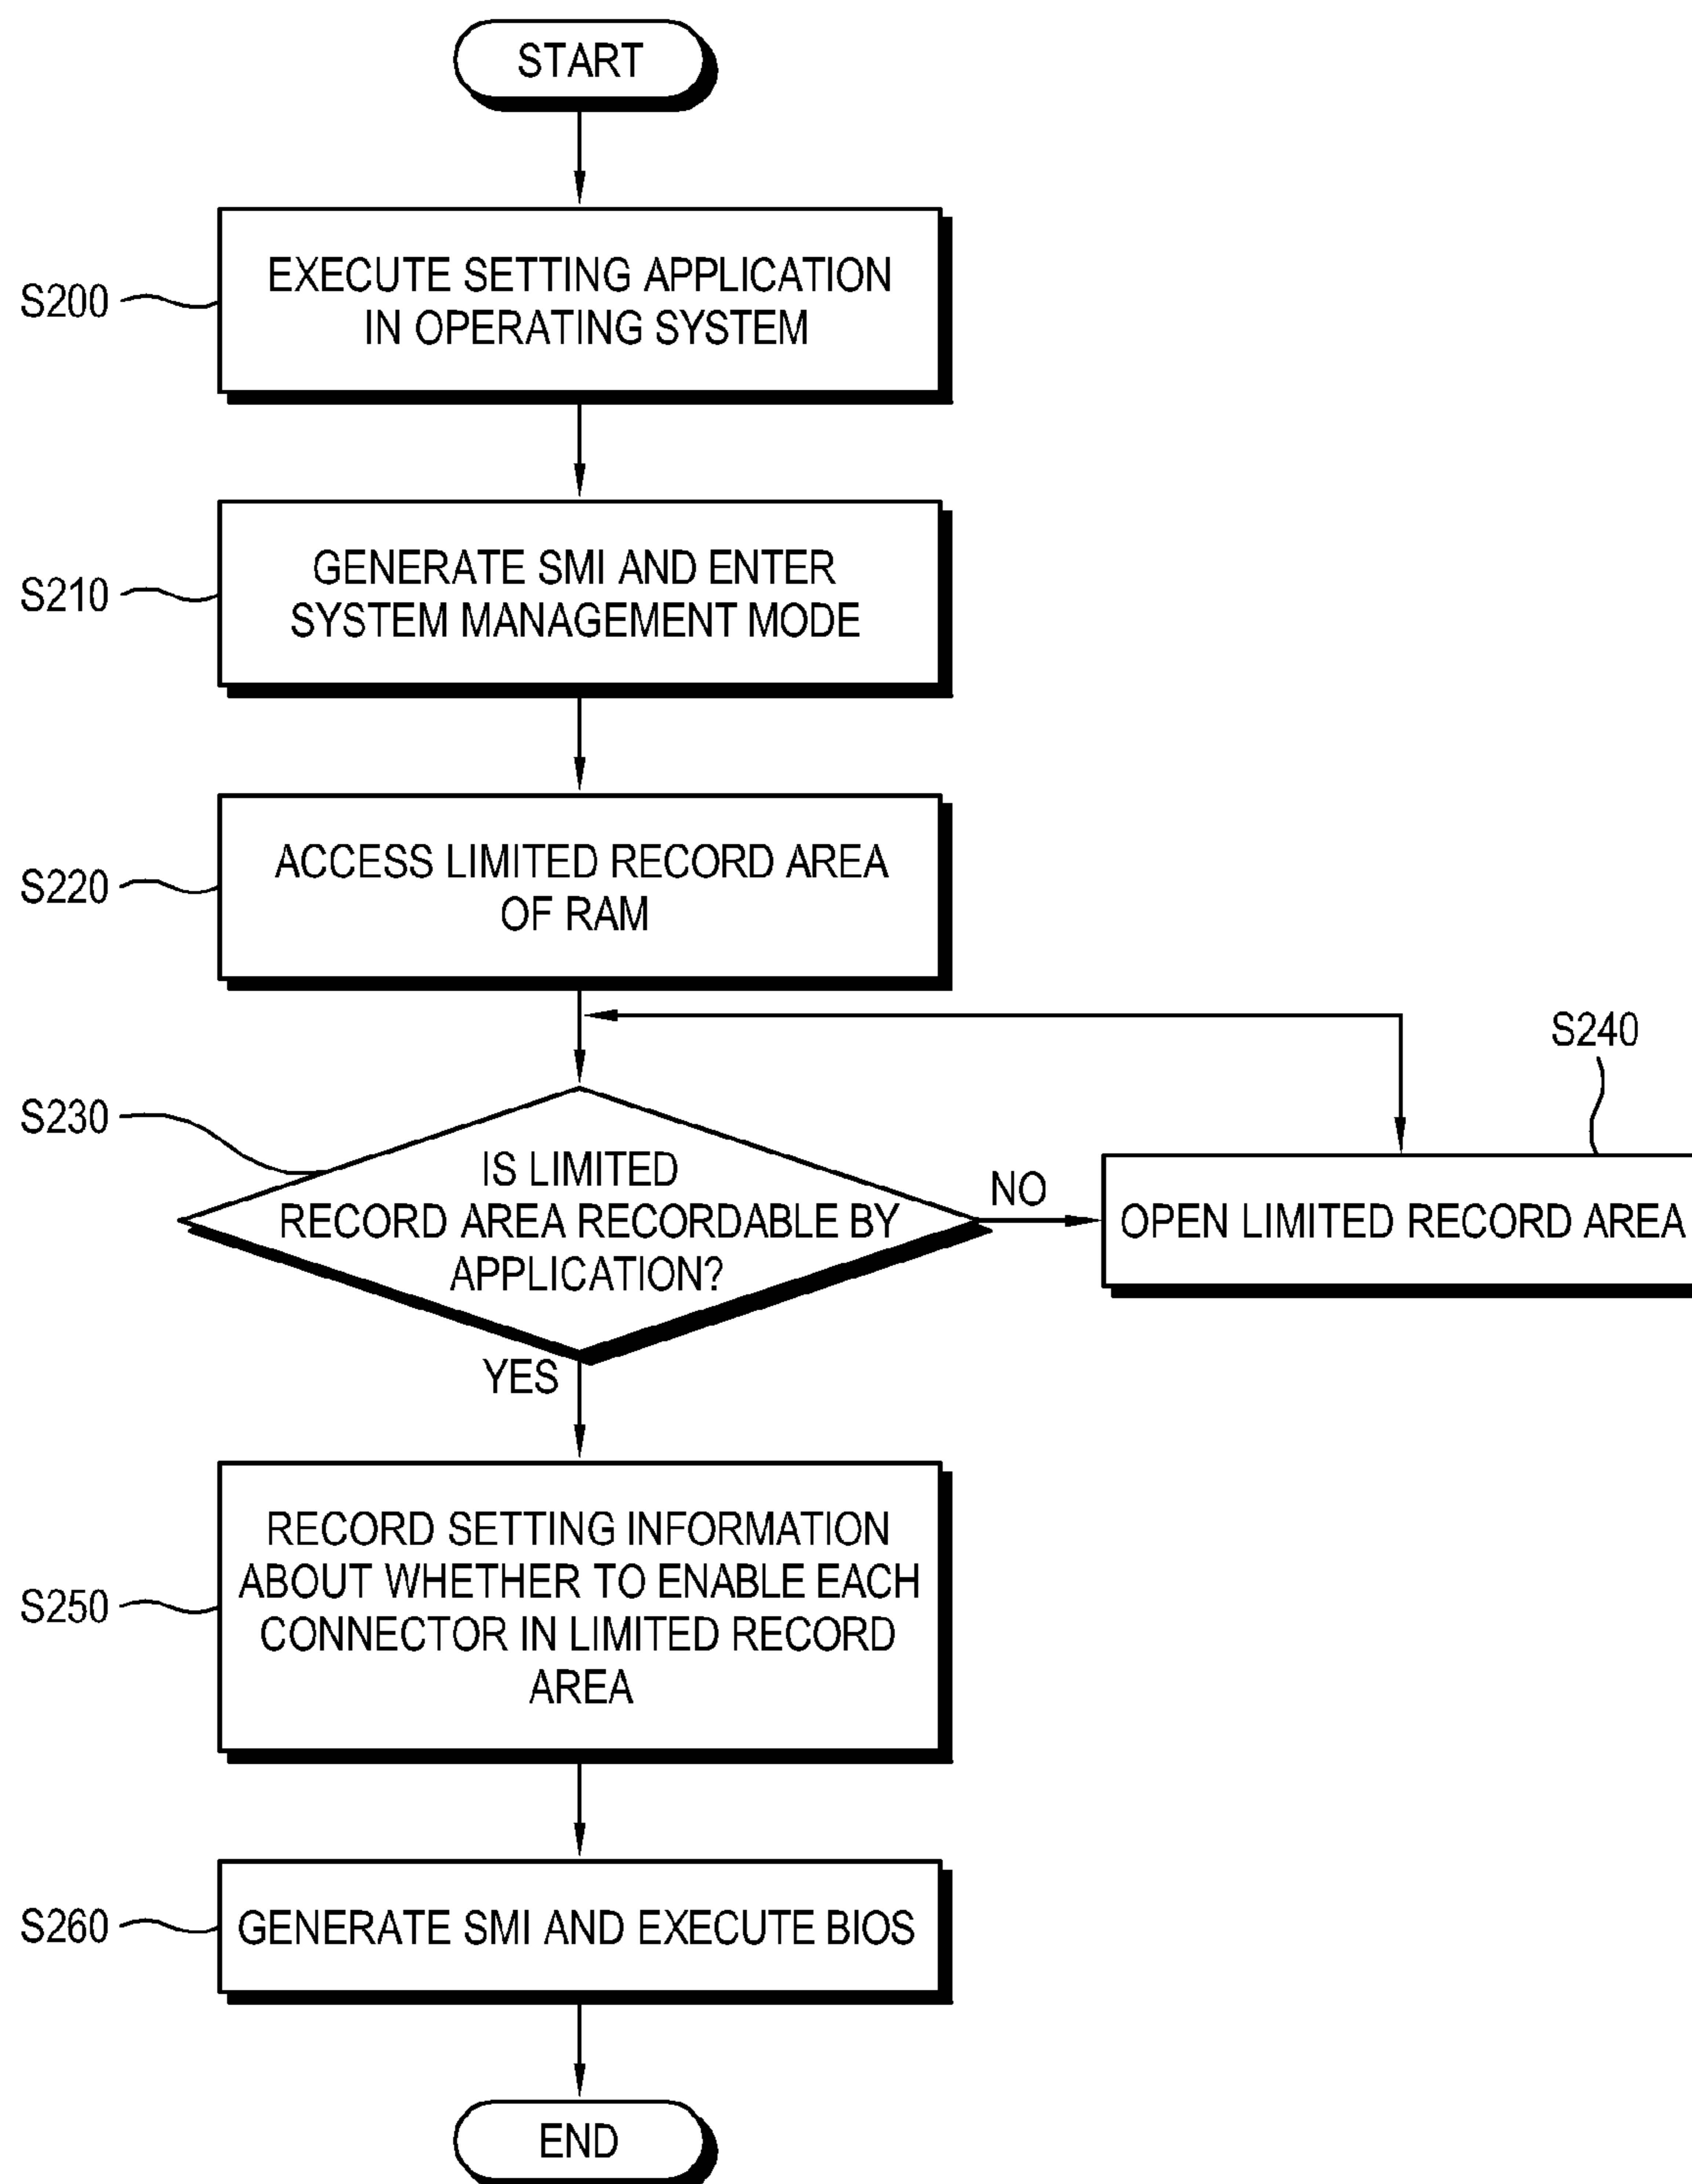 START
S200
EXECUTE SETTING APPLICATION
IN OPERATING SYSTEM
S210
GENERATE SMI AND ENTER
SYSTEM MANAGEMENT MODE
S220
ACCESS LIMITED RECORD AREA
OF RAM
S240
S230
IS LIMITED
RECORD AREA RECORDABLE BY
APPLICATION?
NO
OPEN LIMITED RECORD AREA
YES
S250
RECORD SETTING INFORMATION
ABOUT WHETHER TO ENABLE EACH
CONNECTOR IN LIMITED RECORD
AREA
S260
GENERATE SMI AND EXECUTE BIOS
END